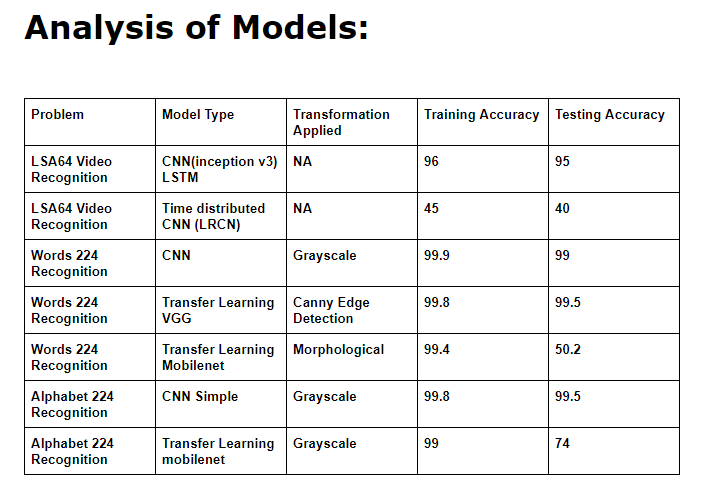 Analysis of Models:
Problem Model Type Transformation Applied Training Accuracy Testing Accuracy
LSA64 Video Recognition CNN(inception v3) LSTM NA 96 95
LSA64 Video Recognition Time distributed CNN (LRCN) NA 45 40
Words 224 Recognition CNN Grayscale 99.9 99
Words 224 Recognition Transfer Learning VGG Canny Edge Detection 99.8 99.5
Words 224 Recognition Transfer Learning Mobilenet Morphological 99.4 50.2
Alphabet 224 Recognition CNN Simple Grayscale 99.8 99.5
Alphabet 224 Recognition Transfer Learning mobilenet Grayscale 99 74